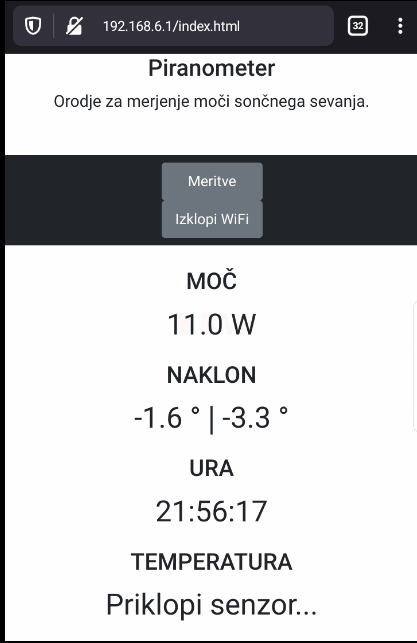 192.168.6.1/index.html
32
Piranometer
Orodje za merjenje moči sončnega sevanja.
Meritve
Izklopi WiFi
MOČ
11.0 W
NAKLON
-1.6 ° | -3.3 °
URA
21:56:17
TEMPERATURA
Priklopi senzor...